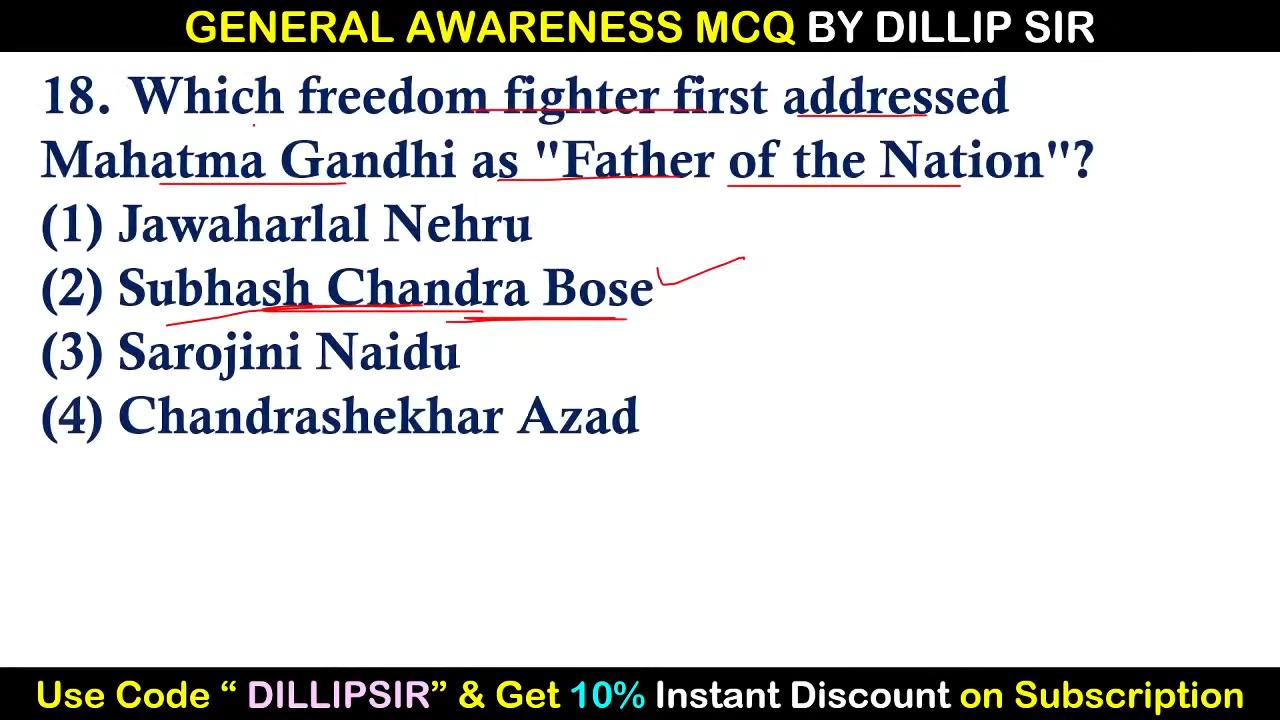 GENERAL AWARENESS MCQ BY DILLIP SIR
18. Which freedom fighter first addressed
Mahatma Gandhi as "Father of the Nation"?
(1) Jawaharlal Nehru
(2) Subhash Chandra Bose
(3) Sarojini Naidu
(4) Chandrashekhar Azad
Use Code “ DILLIPSIR” & Get 10% Instant Discount on Subscription